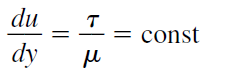 du/dy = τ/μ = const